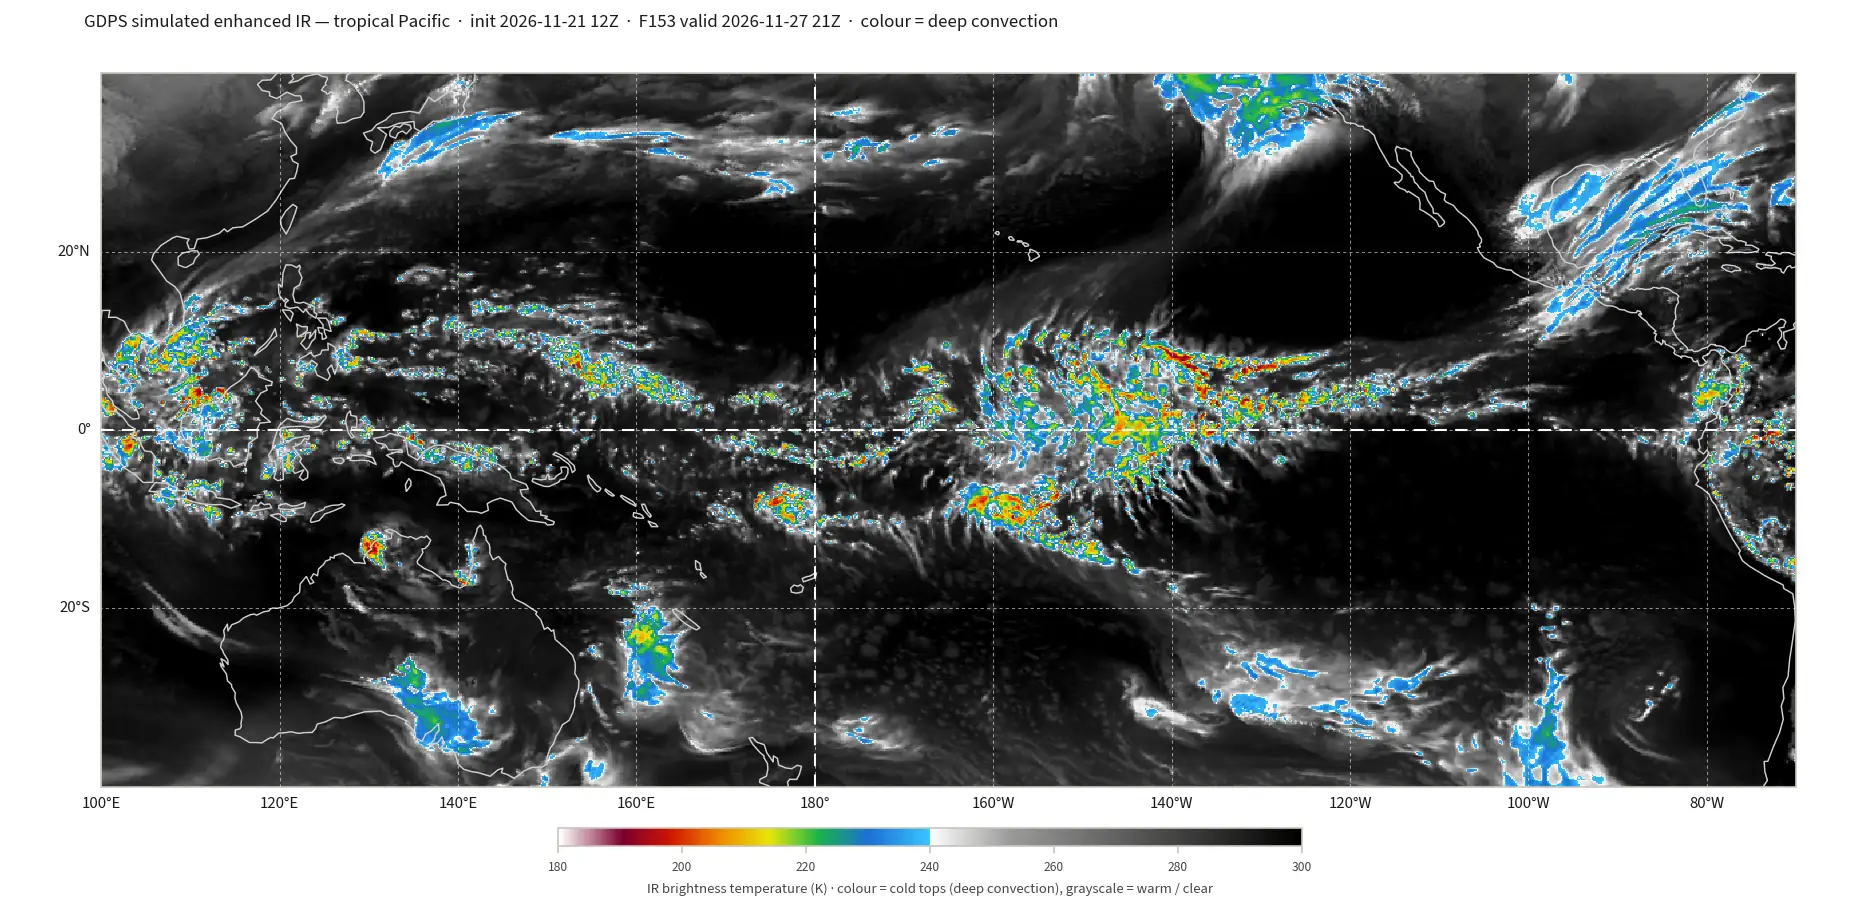 GDPS simulated enhanced IR — tropical Pacific · init 2026-11-21 12Z · F153 valid 2026-11-27 21Z · colour = deep convection
20°N
0°
20°S
100°E 120°E 140°E 160°E 180° 160°W 140°W 120°W 100°W 80°W
180 200 220 240 260 280 300
IR brightness temperature (K) · colour = cold tops (deep convection), grayscale = warm / clear